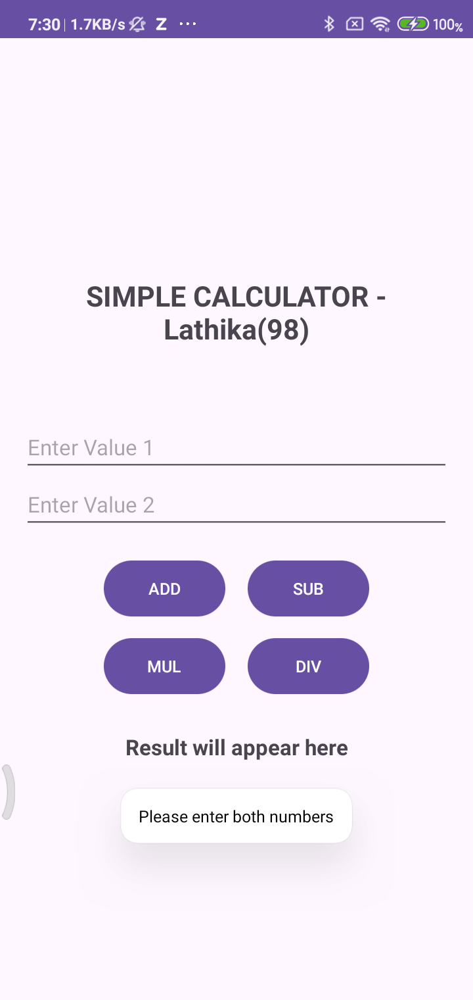 7:30 | 1.7KB/s Z ...
100%
SIMPLE CALCULATOR -
Lathika(98)
Enter Value 1
Enter Value 2
ADD SUB
MUL DIV
Result will appear here
Please enter both numbers